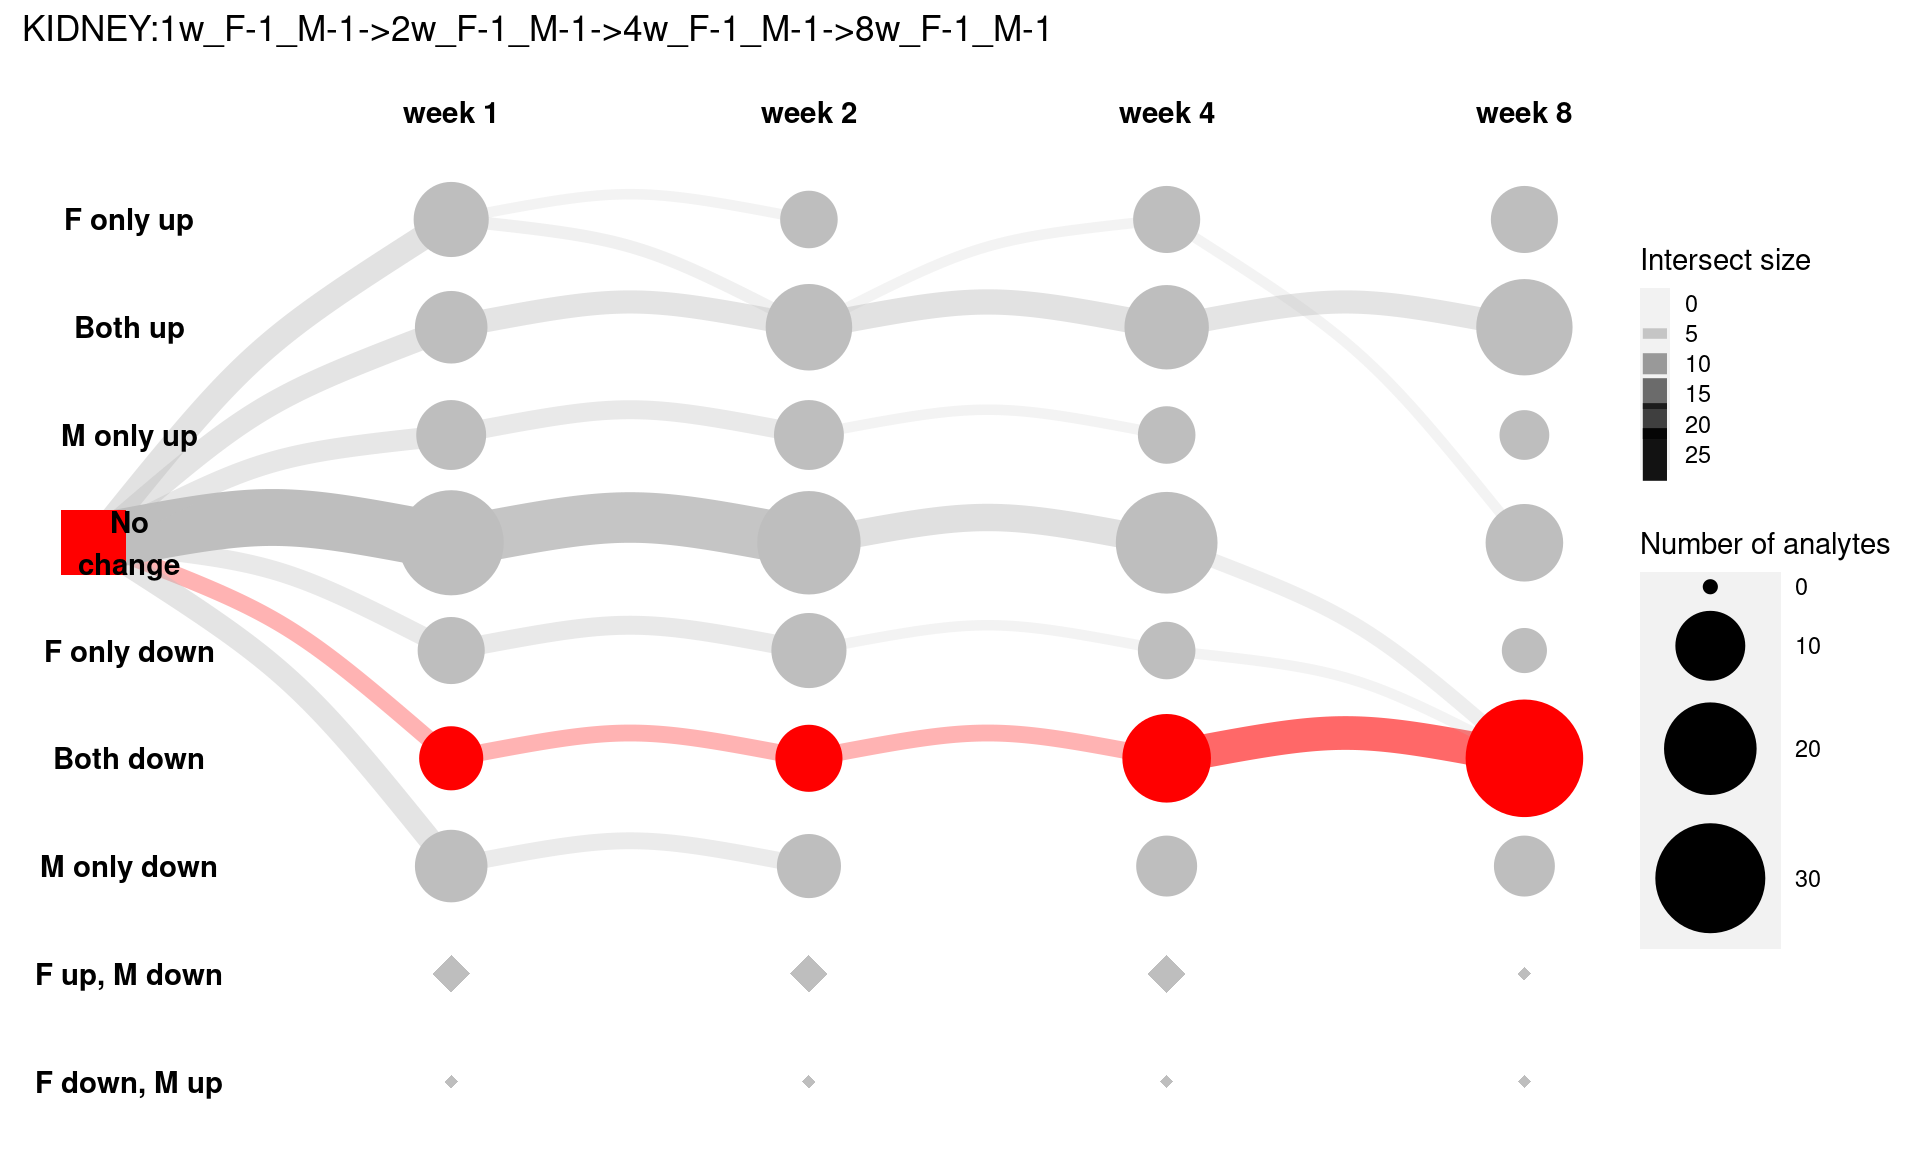 KIDNEY:1w_F-1_M-1->2w_F-1_M-1->4w_F-1_M-1->8w_F-1_M-1
week 1 week 2 week 4 week 8
F only up
Both up
M only up
No
change
F only down
Both down
M only down
F up, M down
F down, M up
Intersect size
0
5
10
15
20
25
Number of analytes
0
10
20
30